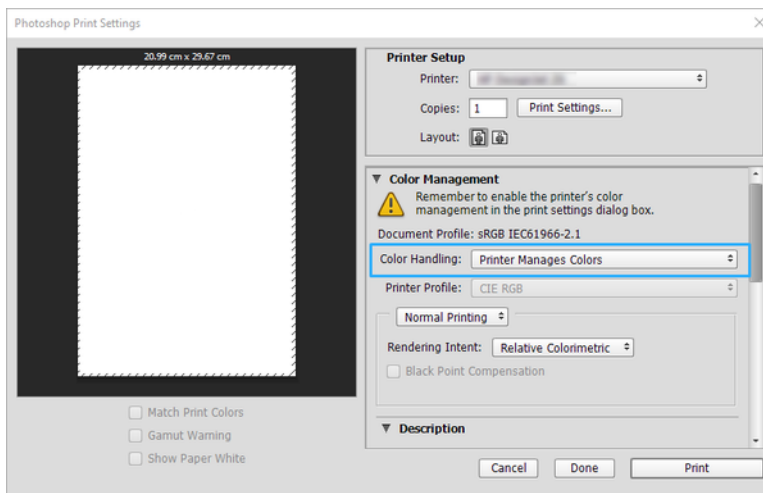 Photoshop Print Settings
20.99 cm x 29.67 cm
Match Print Colors
Gamut Warning
Show Paper White
Printer Setup
Printer:
Copies: 1 Print Settings...
Layout:
Color Management
Remember to enable the printer's color
management in the print settings dialog box.
Document Profile: sRGB IEC61966-2.1
Color Handling: Printer Manages Colors
Printer Profile: CIE RGB
Normal Printing
Rendering Intent: Relative Colorimetric
Black Point Compensation
Description
Cancel Done Print